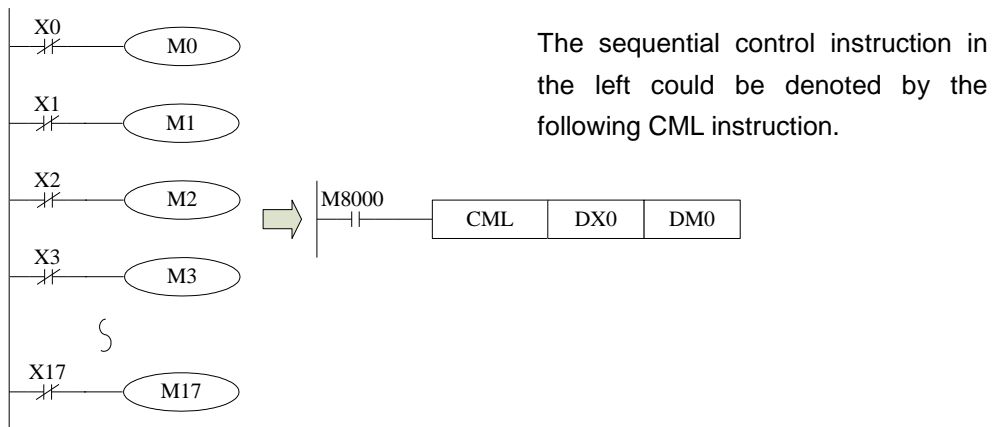 X0
M0
X1
M1
X2
M2
X3
M3
X17
M17
The sequential control instruction in
the left could be denoted by the
following CML instruction.
M8000
CML DX0 DM0